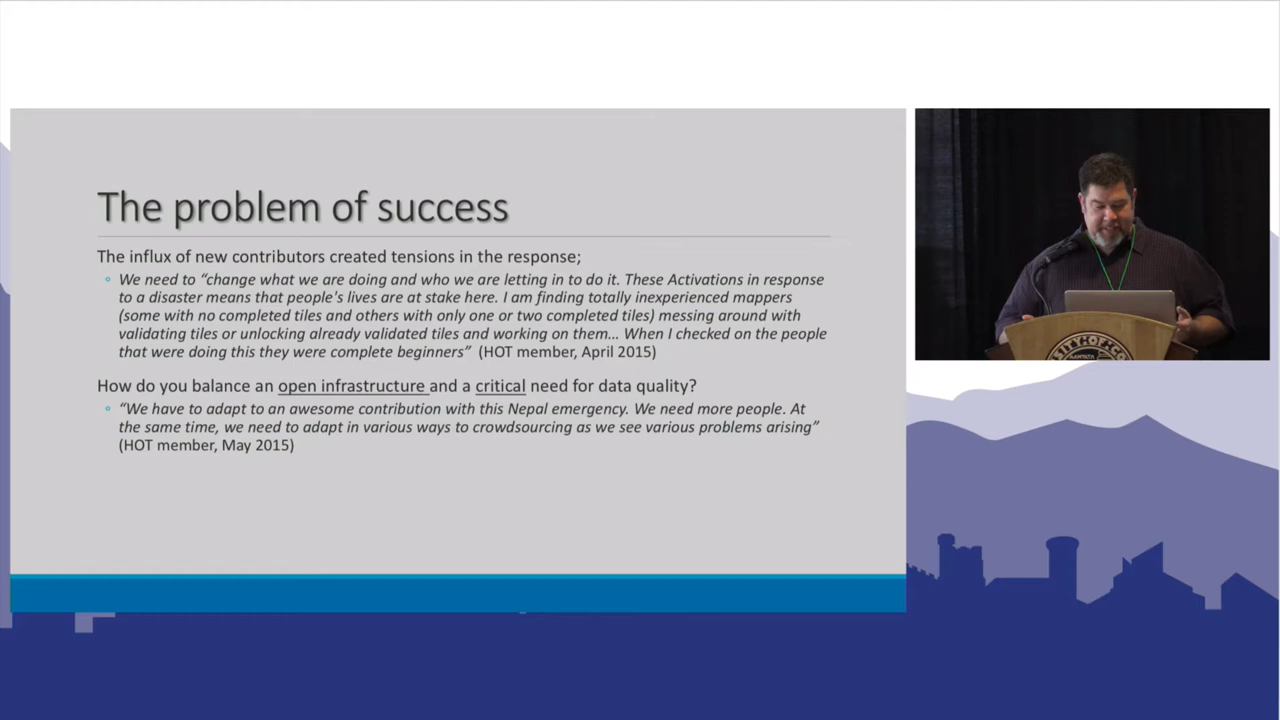 The problem of success
The influx of new contributors created tensions in the response;
We need to “change what we are doing and who we are letting in to do it. These Activations in response
to a disaster means that people's lives are at stake here. I am finding totally inexperienced mappers
(some with no completed tiles and others with only one or two completed tiles) messing around with
validating tiles or unlocking already validated tiles and working on them… When I checked on the people
that were doing this they were complete beginners” (HOT member, April 2015)
How do you balance an open infrastructure and a critical need for data quality?
“We have to adapt to an awesome contribution with this Nepal emergency. We need more people. At
the same time, we need to adapt in various ways to crowdsourcing as we see various problems arising”
(HOT member, May 2015)